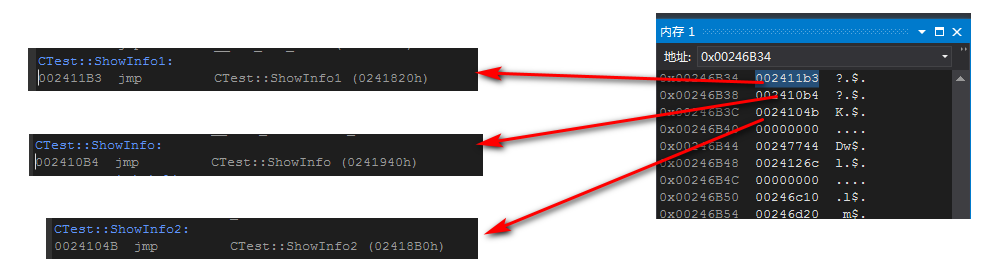 CTest::ShowInfo1:
002411B3 jmp CTest::ShowInfo1 (0241820h)
CTest::ShowInfo:
002410B4 jmp CTest::ShowInfo (0241940h)
CTest::ShowInfo2:
0024104B jmp CTest::ShowInfo2 (02418B0h)
内存 1
地址: 0x00246B34
0x00246B34 002411b3 ?.$.
0x00246B38 002410b4 ?.$.
0x00246B3C 0024104b K.$.
0x00246B40 00000000 ....
0x00246B44 00247744 Dw$.
0x00246B48 0024126c l.$.
0x00246B4C 00000000 ....
0x00246B50 00246c10 .l$.
0x00246B54 00246d20 m$.